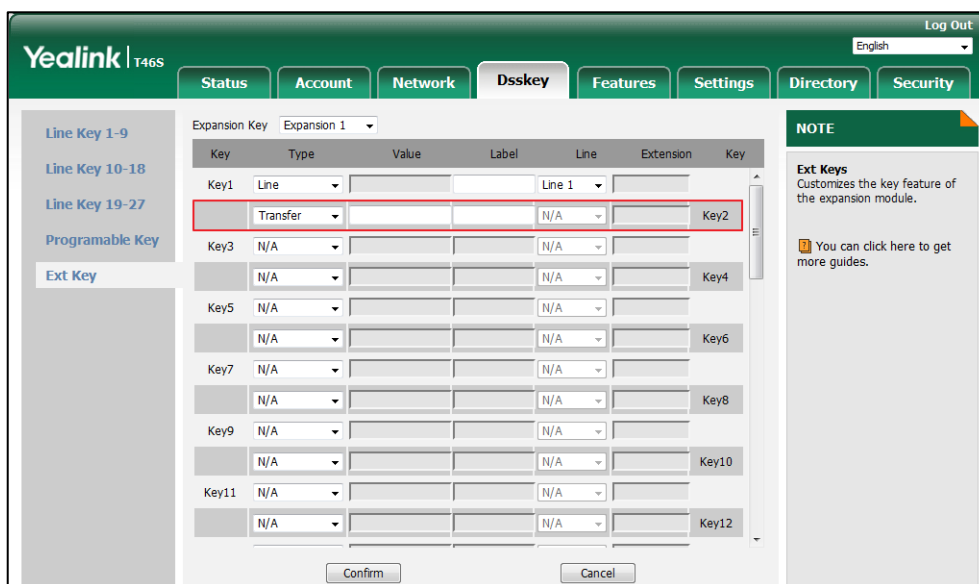 Log Out
Yealink T46S
English
Status Account Network Dsskey Features Settings Directory Security
Line Key 1-9
Line Key 10-18
Line Key 19-27
Programable Key
Ext Key
Expansion Key Expansion 1
Key Type Value Label Line Extension Key
Key1 Line Line 1
Transfer N/A Key2
Key3 N/A N/A
N/A N/A Key4
Key5 N/A N/A
N/A N/A Key6
Key7 N/A N/A
N/A N/A Key8
Key9 N/A N/A
N/A N/A Key10
Key11 N/A N/A
N/A N/A Key12
Confirm Cancel
NOTE
Ext Keys
Customizes the key feature of
the expansion module.
You can click here to get
more guides.